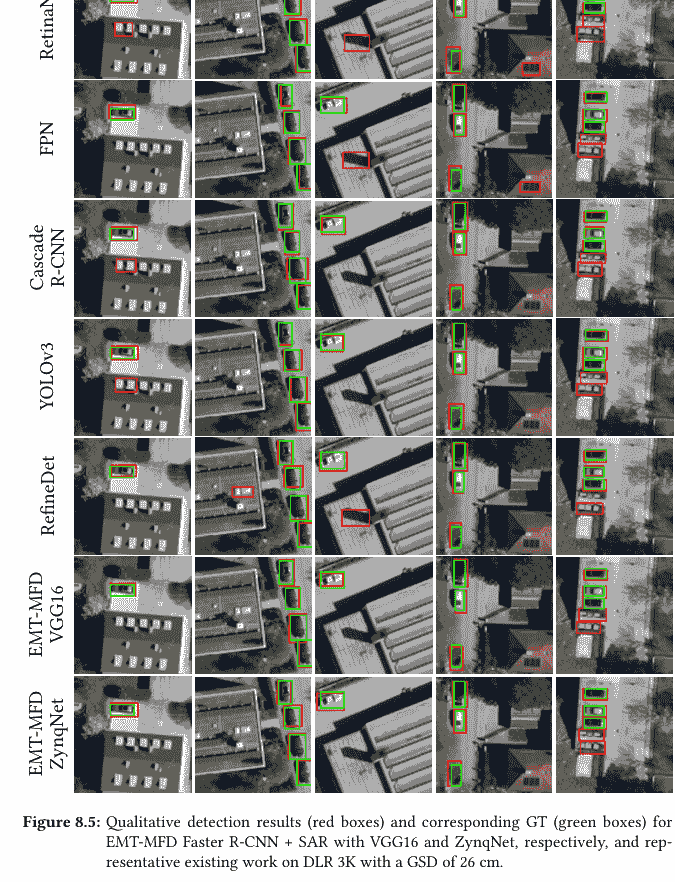 FPN
Cascade
R-CNN
YOLOv3
RefineDet
EMT-MFD
VGG16
EMT-MFD
ZynqNet
Figure 8.5: Qualitative detection results (red boxes) and corresponding GT (green boxes) for
EMT-MFD Faster R-CNN + SAR with VGG16 and ZynqNet, respectively, and rep-
resentative existing work on DLR 3K with a GSD of 26 cm.